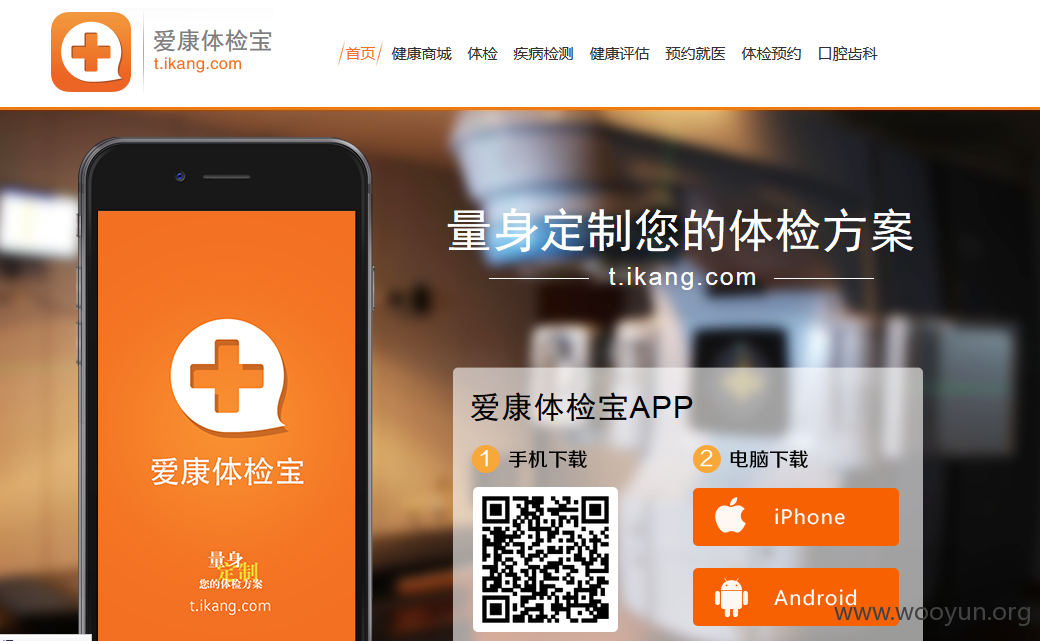 爱康体检宝
t.ikang.com
首页 健康商城 体检 疾病检测 健康评估 预约就医 体检预约 口腔齿科
量身定制您的体检方案
t.ikang.com
爱康体检宝APP
1 手机下载
2 电脑下载
iPhone
Android
爱康体检宝
量身
定制
您的体检方案
t.ikang.com
www.wooyun.org